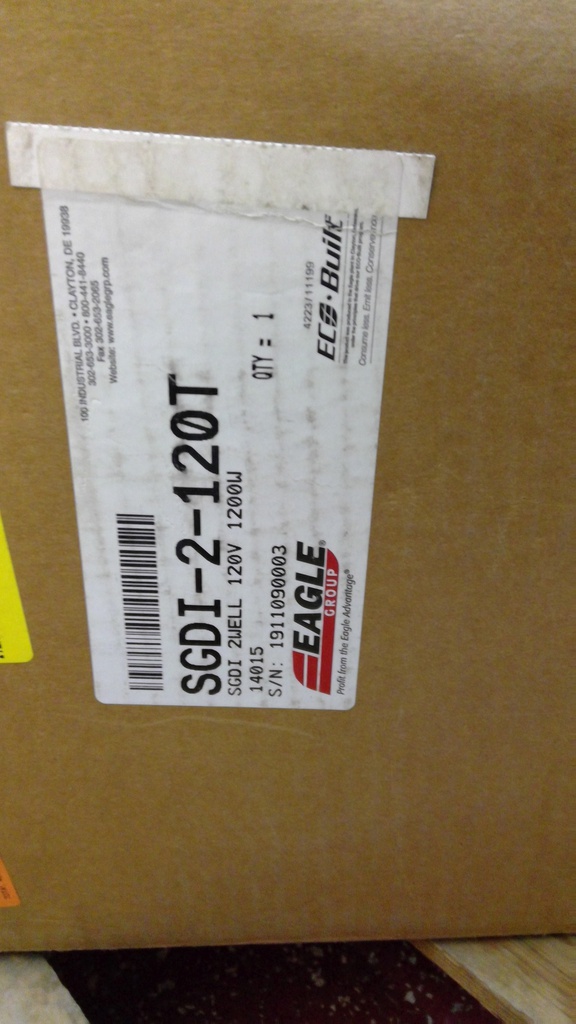 100 INDUSTRIAL BLVD. • CLAYTON, DE 19938
302-653-3000 • 800-441-8440
Fax 302-653-2065
Website: www.eaglegrp.com
SGDI-2-120T
SGDI 2WELL 120V 1200W
14015
QTY = 1
S/N: 1911090003
EAGLE®
GROUP
Profit from the Eagle Advantage®
4223/11199
ECO•Built
Consume less. Emit less. Conserve